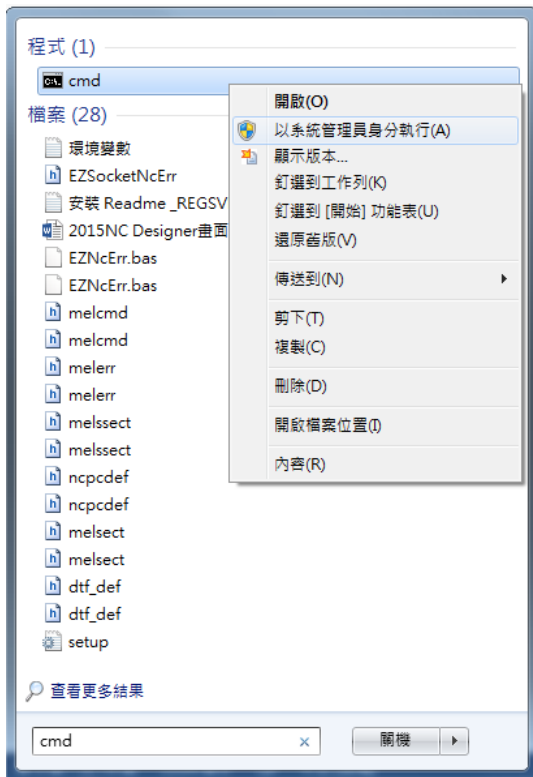 程式 (1)
cmd
檔案 (28)
環境變數
EZSocketNcErr
安裝 Readme _REGSV
2015NC Designer畫面
EZNcErr.bas
EZNcErr.bas
melcmd
melcmd
melerr
melerr
melssect
melssect
ncpcdef
ncpcdef
melsect
melsect
dtf_def
dtf_def
setup
查看更多結果
cmd
關機
開啟(O)
以系統管理員身分執行(A)
顯示版本...
釘選到工作列(K)
釘選到 [開始] 功能表(U)
還原舊版(V)
傳送到(N)
剪下(T)
複製(C)
刪除(D)
開啟檔案位置(I)
內容(R)